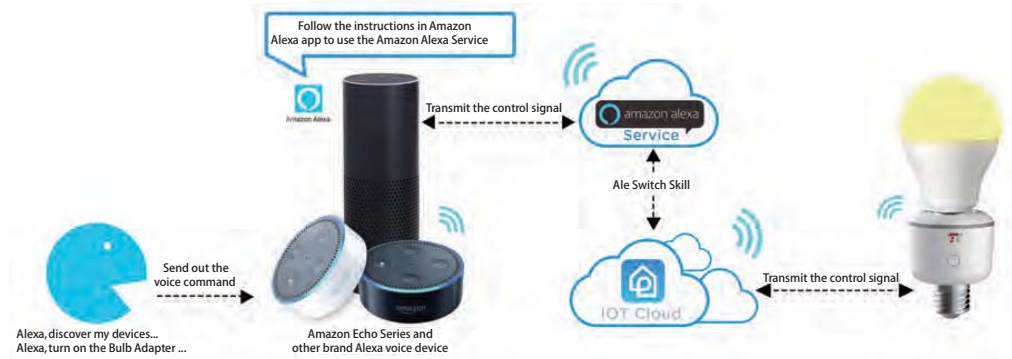 Follow the instructions in Amazon
Alexa app to use the Amazon Alexa Service
Amazon Alexa
Transmit the control signal
amazon alexa
Service
Ale Switch Skill
Send out the
voice command
amazon
IOT Cloud
Transmit the control signal
Alexa,discover my devices...
Alexa,turn on the Bulb Adapter ...
Amazon Echo Series and
other brand Alexa voice device